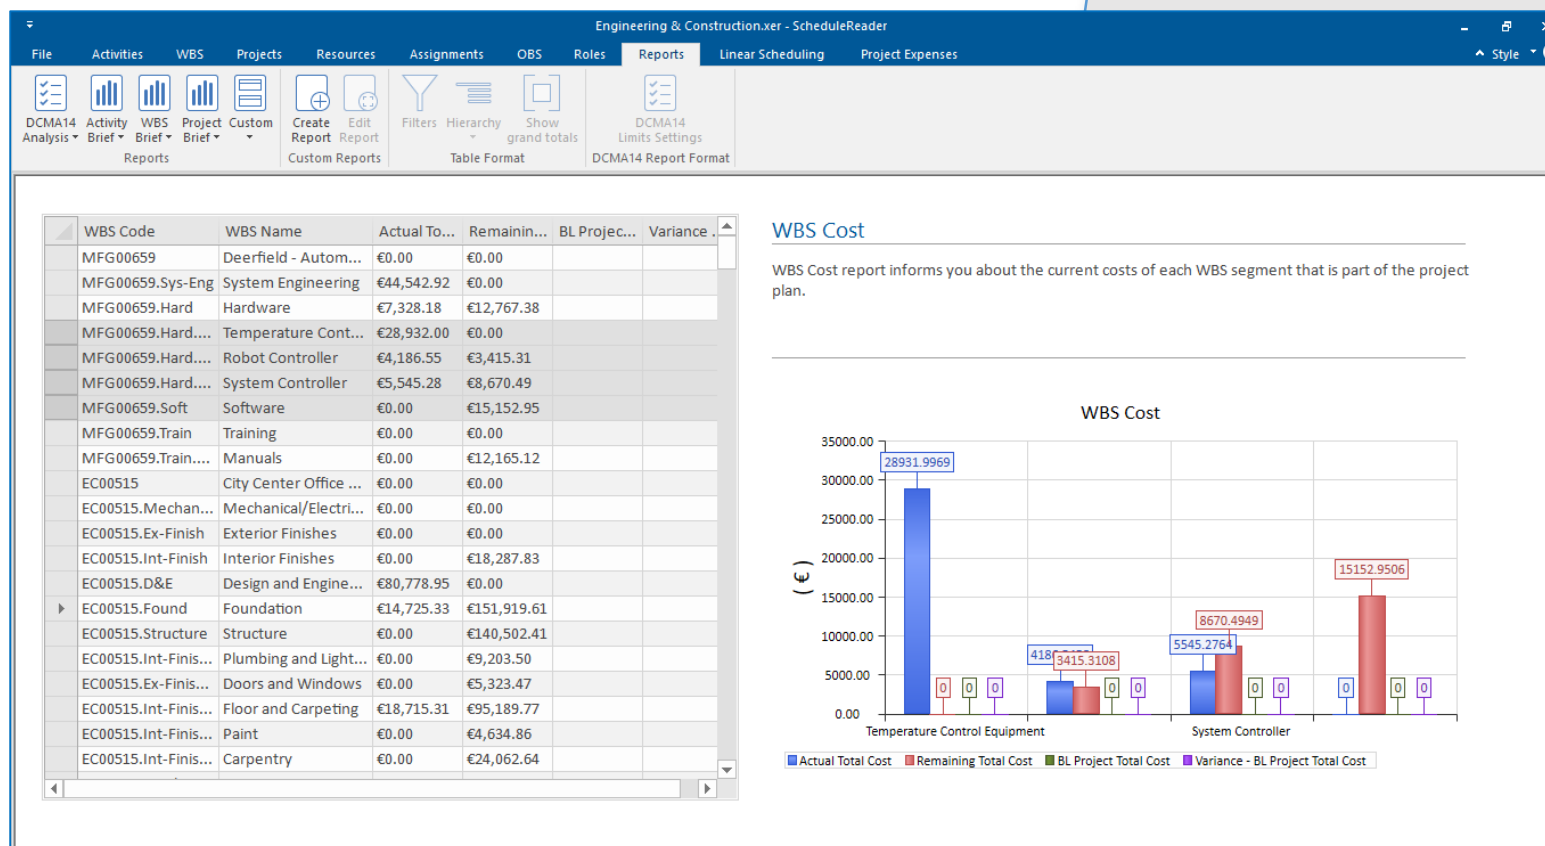 Engineering & Construction.xer - ScheduleReader
File Activities WBS Projects Resources Assignments OBS Roles Reports Linear Scheduling Project Expenses Style
DCMA14 Activity WBS Project Custom Create Edit Filters Hierarchy Show DCMA14
Analysis Brief Brief Brief Report Report grand totals Limits Settings
Reports Custom Reports Table Format DCMA14 Report Format
WBS Code WBS Name Actual To... Remainin... BL Projec... Variance .
MFG00659 Deerfield - Autom... €0.00 €0.00
MFG00659.Sys-Eng System Engineering €44,542.92 €0.00
MFG00659.Hard Hardware €7,328.18 €12,767.38
MFG00659.Hard.... Temperature Cont... €28,932.00 €0.00
MFG00659.Hard.... Robot Controller €4,186.55 €3,415.31
MFG00659.Hard.... System Controller €5,545.28 €8,670.49
MFG00659.Soft Software €0.00 €15,152.95
MFG00659.Train Training €0.00 €0.00
MFG00659.Train.... Manuals €0.00 €12,165.12
EC00515 City Center Office ... €0.00 €0.00
EC00515.Mechan... Mechanical/Electri... €0.00 €0.00
EC00515.Ex-Finish Exterior Finishes €0.00 €0.00
EC00515.Int-Finish Interior Finishes €0.00 €18,287.83
EC00515.D&E Design and Engine... €80,778.95 €0.00
EC00515.Found Foundation €14,725.33 €151,919.61
EC00515.Structure Structure €0.00 €140,502.41
EC00515.Int-Finis... Plumbing and Light... €0.00 €9,203.50
EC00515.Ex-Finis... Doors and Windows €0.00 €5,323.47
EC00515.Int-Finis... Floor and Carpeting €18,715.31 €95,189.77
EC00515.Int-Finis... Paint €0.00 €4,634.86
EC00515.Int-Finis... Carpentry €0.00 €24,062.64
WBS Cost
WBS Cost report informs you about the current costs of each WBS segment that is part of the project
plan.
WBS Cost
35000.00
28931.9969
30000.00
25000.00
20000.00
15152.9506
(€)
15000.00
8670.4949
10000.00
5545.2764
3415.3108
5000.00
0 0 0 0 0 0 0 0 0 0
0.00
Temperature Control Equipment System Controller
Actual Total Cost Remaining Total Cost BL Project Total Cost Variance - BL Project Total Cost